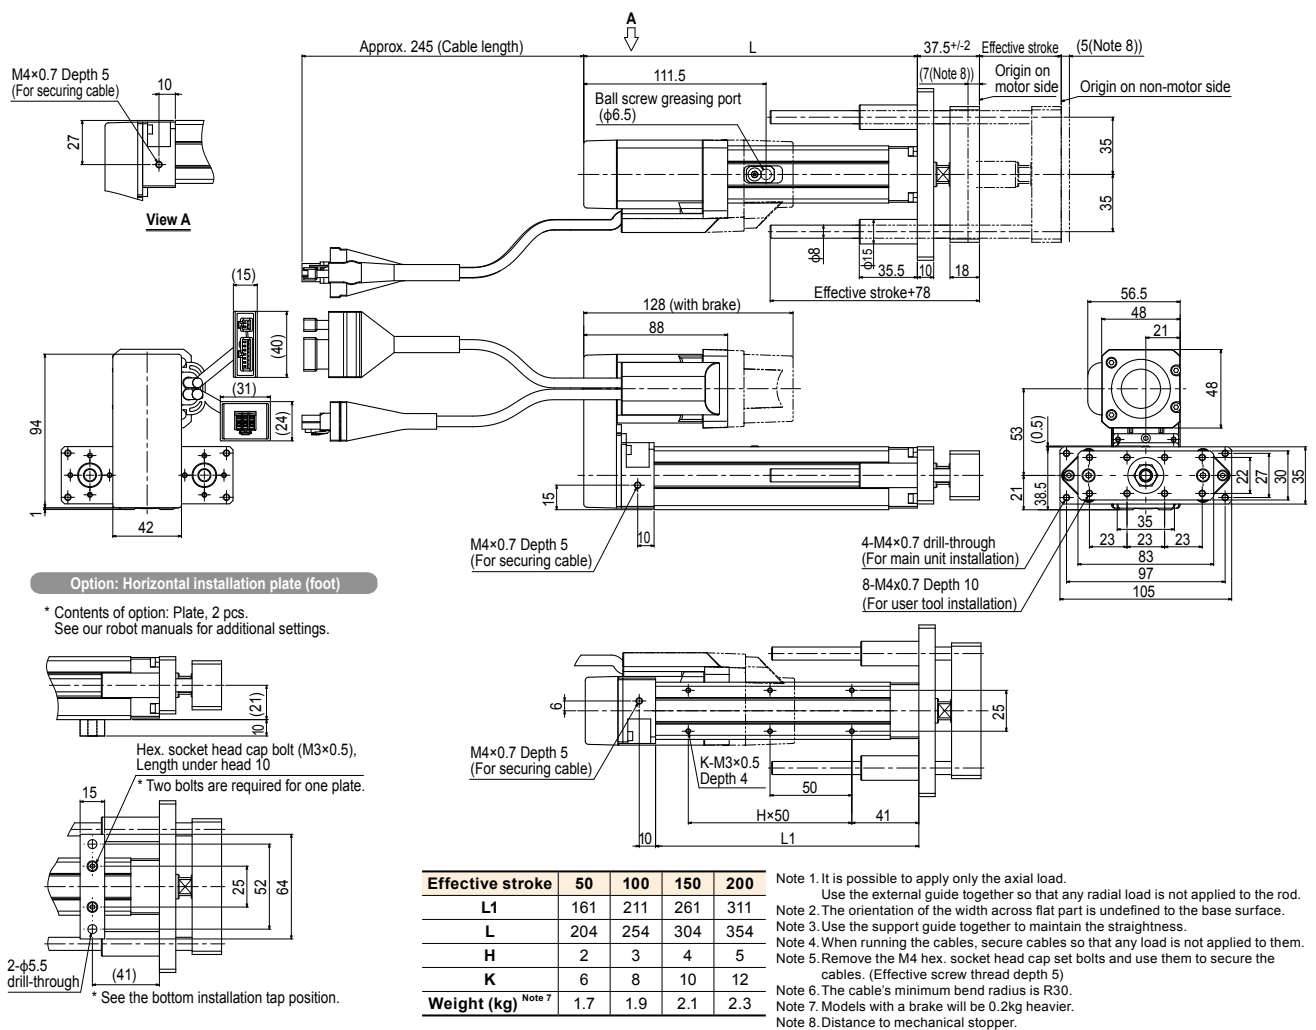 A
Approx. 245 (Cable length)
L
37.5+/-2
Effective stroke
(5(Note 8))
M4×0.7 Depth 5
(For securing cable)
10
27
View A
111.5
(7(Note 8))
Origin on
motor side
Origin on non-motor side
Ball screw greasing port
(ϕ6.5)
35
35
ϕ8
ϕ15
35.5
10
18
Effective stroke+78
(15)
(40)
(31)
(24)
94
1
42
128 (with brake)
88
15
10
M4×0.7 Depth 5
(For securing cable)
56.5
48
21
48
53
(0.5)
21
38.5
22
27
30
35
35
23
23
23
83
97
105
4-M4×0.7 drill-through
(For main unit installation)
8-M4x0.7 Depth 10
(For user tool installation)
Option: Horizontal installation plate (foot)
* Contents of option: Plate, 2 pcs.
See our robot manuals for additional settings.
(21)
10
Hex. socket head cap bolt (M3×0.5),
Length under head 10
* Two bolts are required for one plate.
15
25
52
64
2-ϕ5.5
drill-through
(41)
* See the bottom installation tap position.
6
M4×0.7 Depth 5
(For securing cable)
K-M3×0.5
Depth 4
25
50
H×50
41
10
L1
Effective stroke 50 100 150 200
L1 161 211 261 311
L 204 254 304 354
H 2 3 4 5
K 6 8 10 12
Weight (kg) Note 7 1.7 1.9 2.1 2.3
Note 1. It is possible to apply only the axial load.
Use the external guide together so that any radial load is not applied to the rod.
Note 2. The orientation of the width across flat part is undefined to the base surface.
Note 3. Use the support guide together to maintain the straightness.
Note 4. When running the cables, secure cables so that any load is not applied to them.
Note 5. Remove the M4 hex. socket head cap set bolts and use them to secure the
cables. (Effective screw thread depth 5)
Note 6. The cable's minimum bend radius is R30.
Note 7. Models with a brake will be 0.2kg heavier.
Note 8. Distance to mechanical stopper.